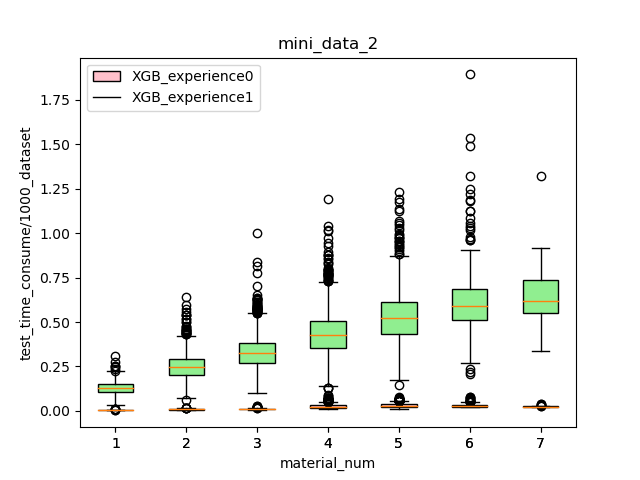 mini_data_2
XGB_experience0
XGB_experience1
test_time_consume/1000_dataset
1.75
1.50
1.25
1.00
0.75
0.50
0.25
0.00
1 2 3 4 5 6 7
material_num